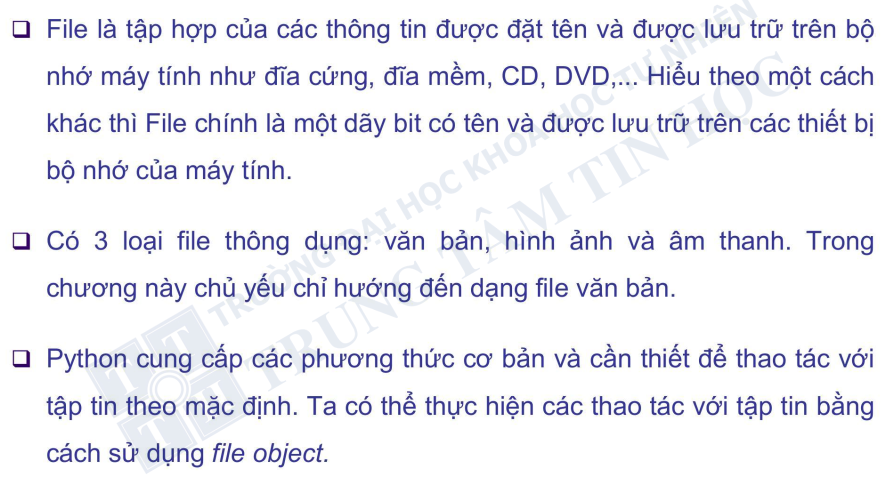 ❑ File là tập hợp của các thông tin được đặt tên và được lưu trữ trên bộ
nhớ máy tính như đĩa cứng, đĩa mềm, CD, DVD,... Hiểu theo một cách
khác thì File chính là một dãy bit có tên và được lưu trữ trên các thiết bị
bộ nhớ của máy tính.
❑ Có 3 loại file thông dụng: văn bản, hình ảnh và âm thanh. Trong
chương này chủ yếu chỉ hướng đến dạng file văn bản.
❑ Python cung cấp các phương thức cơ bản và cần thiết để thao tác với
tập tin theo mặc định. Ta có thể thực hiện các thao tác với tập tin bằng
cách sử dụng file object.
TRƯỜNG ĐẠI HỌC KHOA HỌC TỰ NHIÊN
TRUNG TÂM TIN HỌC